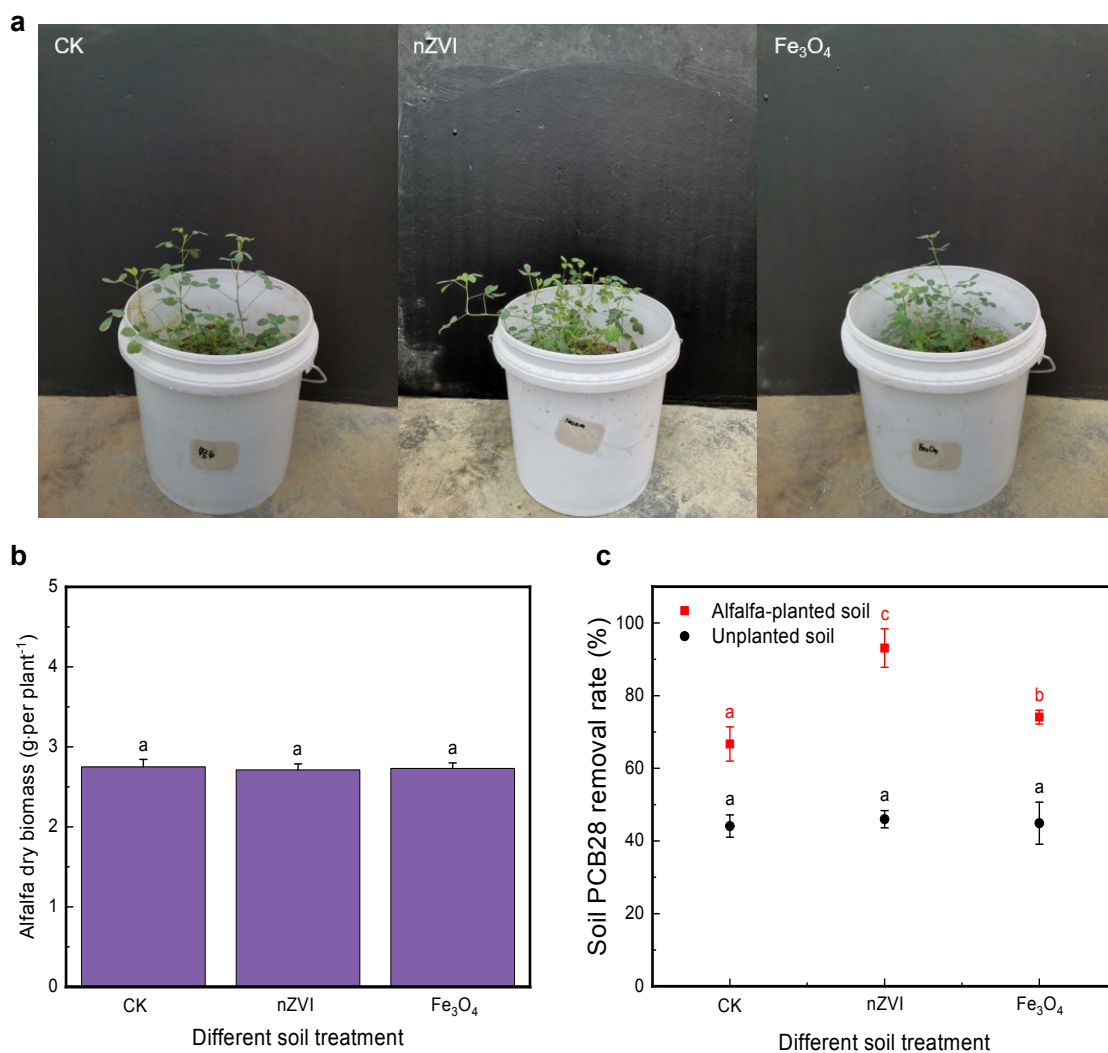 a
CK
nZVI
Fe₃O₄
Fe₃O₄
b
5
4
3
2
1
0
a
a
a
CK
nZVI
Fe₃O₄
Alfalfa dry biomass (g·per plant⁻¹)
Different soil treatment
c
Alfalfa-planted soil
Unplanted soil
100
80
60
40
20
0
a
c
b
a
a
a
CK
nZVI
Fe₃O₄
Soil PCB28 removal rate (%)
Different soil treatment